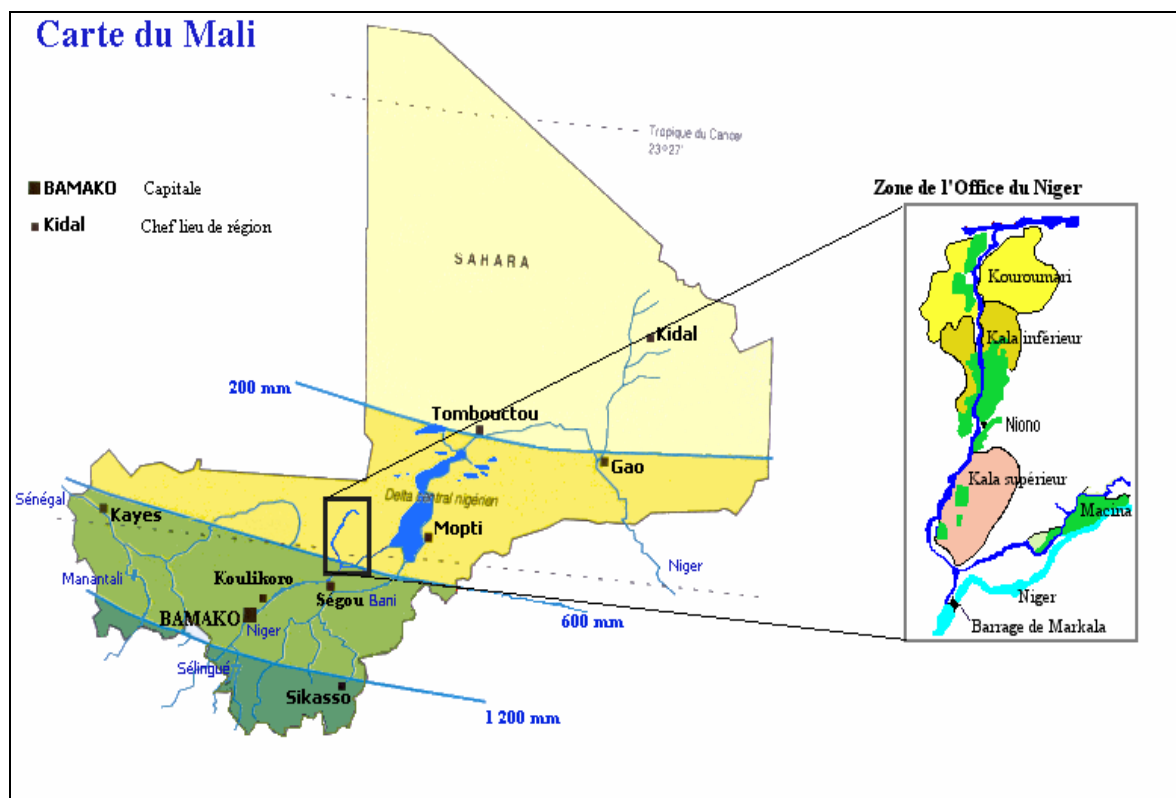 Carte du Mali
Tropique du Cancer
23°27'
BAMAKO Capitale
Kidal Chef lieu de région
Zone de l'Office du Niger
SAHARA
Kouroumari
Kala inférieur
Kidal
200 mm
Tombouctou
Niono
Gao
Kala supérieur
Delta central nigérien
Sénégal
Kayes
Macina
Mopti
Manantali
Koulikoro
Niger
Ségou
Bani
Niger
BAMAKO
600 mm
Niger
Barrage de Markala
Sélingué
Sikasso
1 200 mm